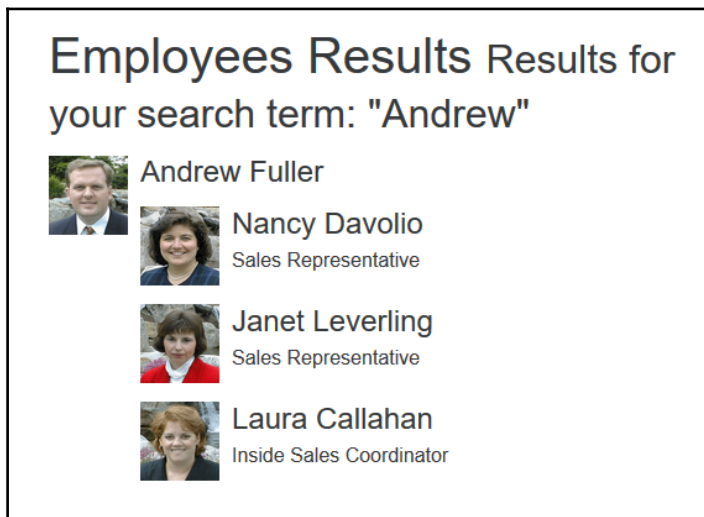 Employees Results Results for
your search term: "Andrew"
Andrew Fuller
Nancy Davolio
Sales Representative
Janet Leverling
Sales Representative
Laura Callahan
Inside Sales Coordinator